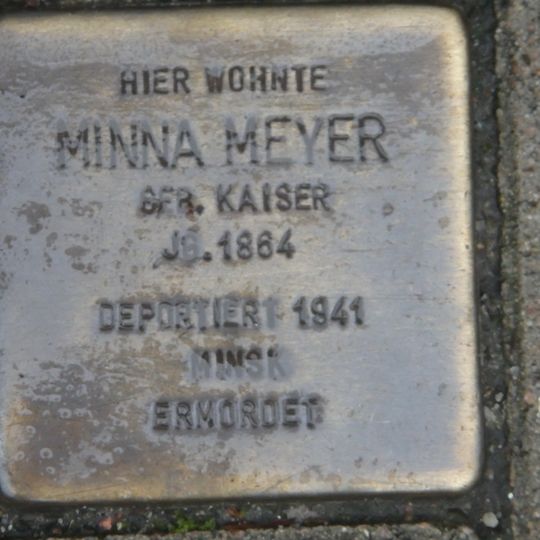 HIER WOHNTE
MINNA MEYER
GEB. KAISER
JG. 1864
DEPORTIERT 1941
MINSK
ERMORDET